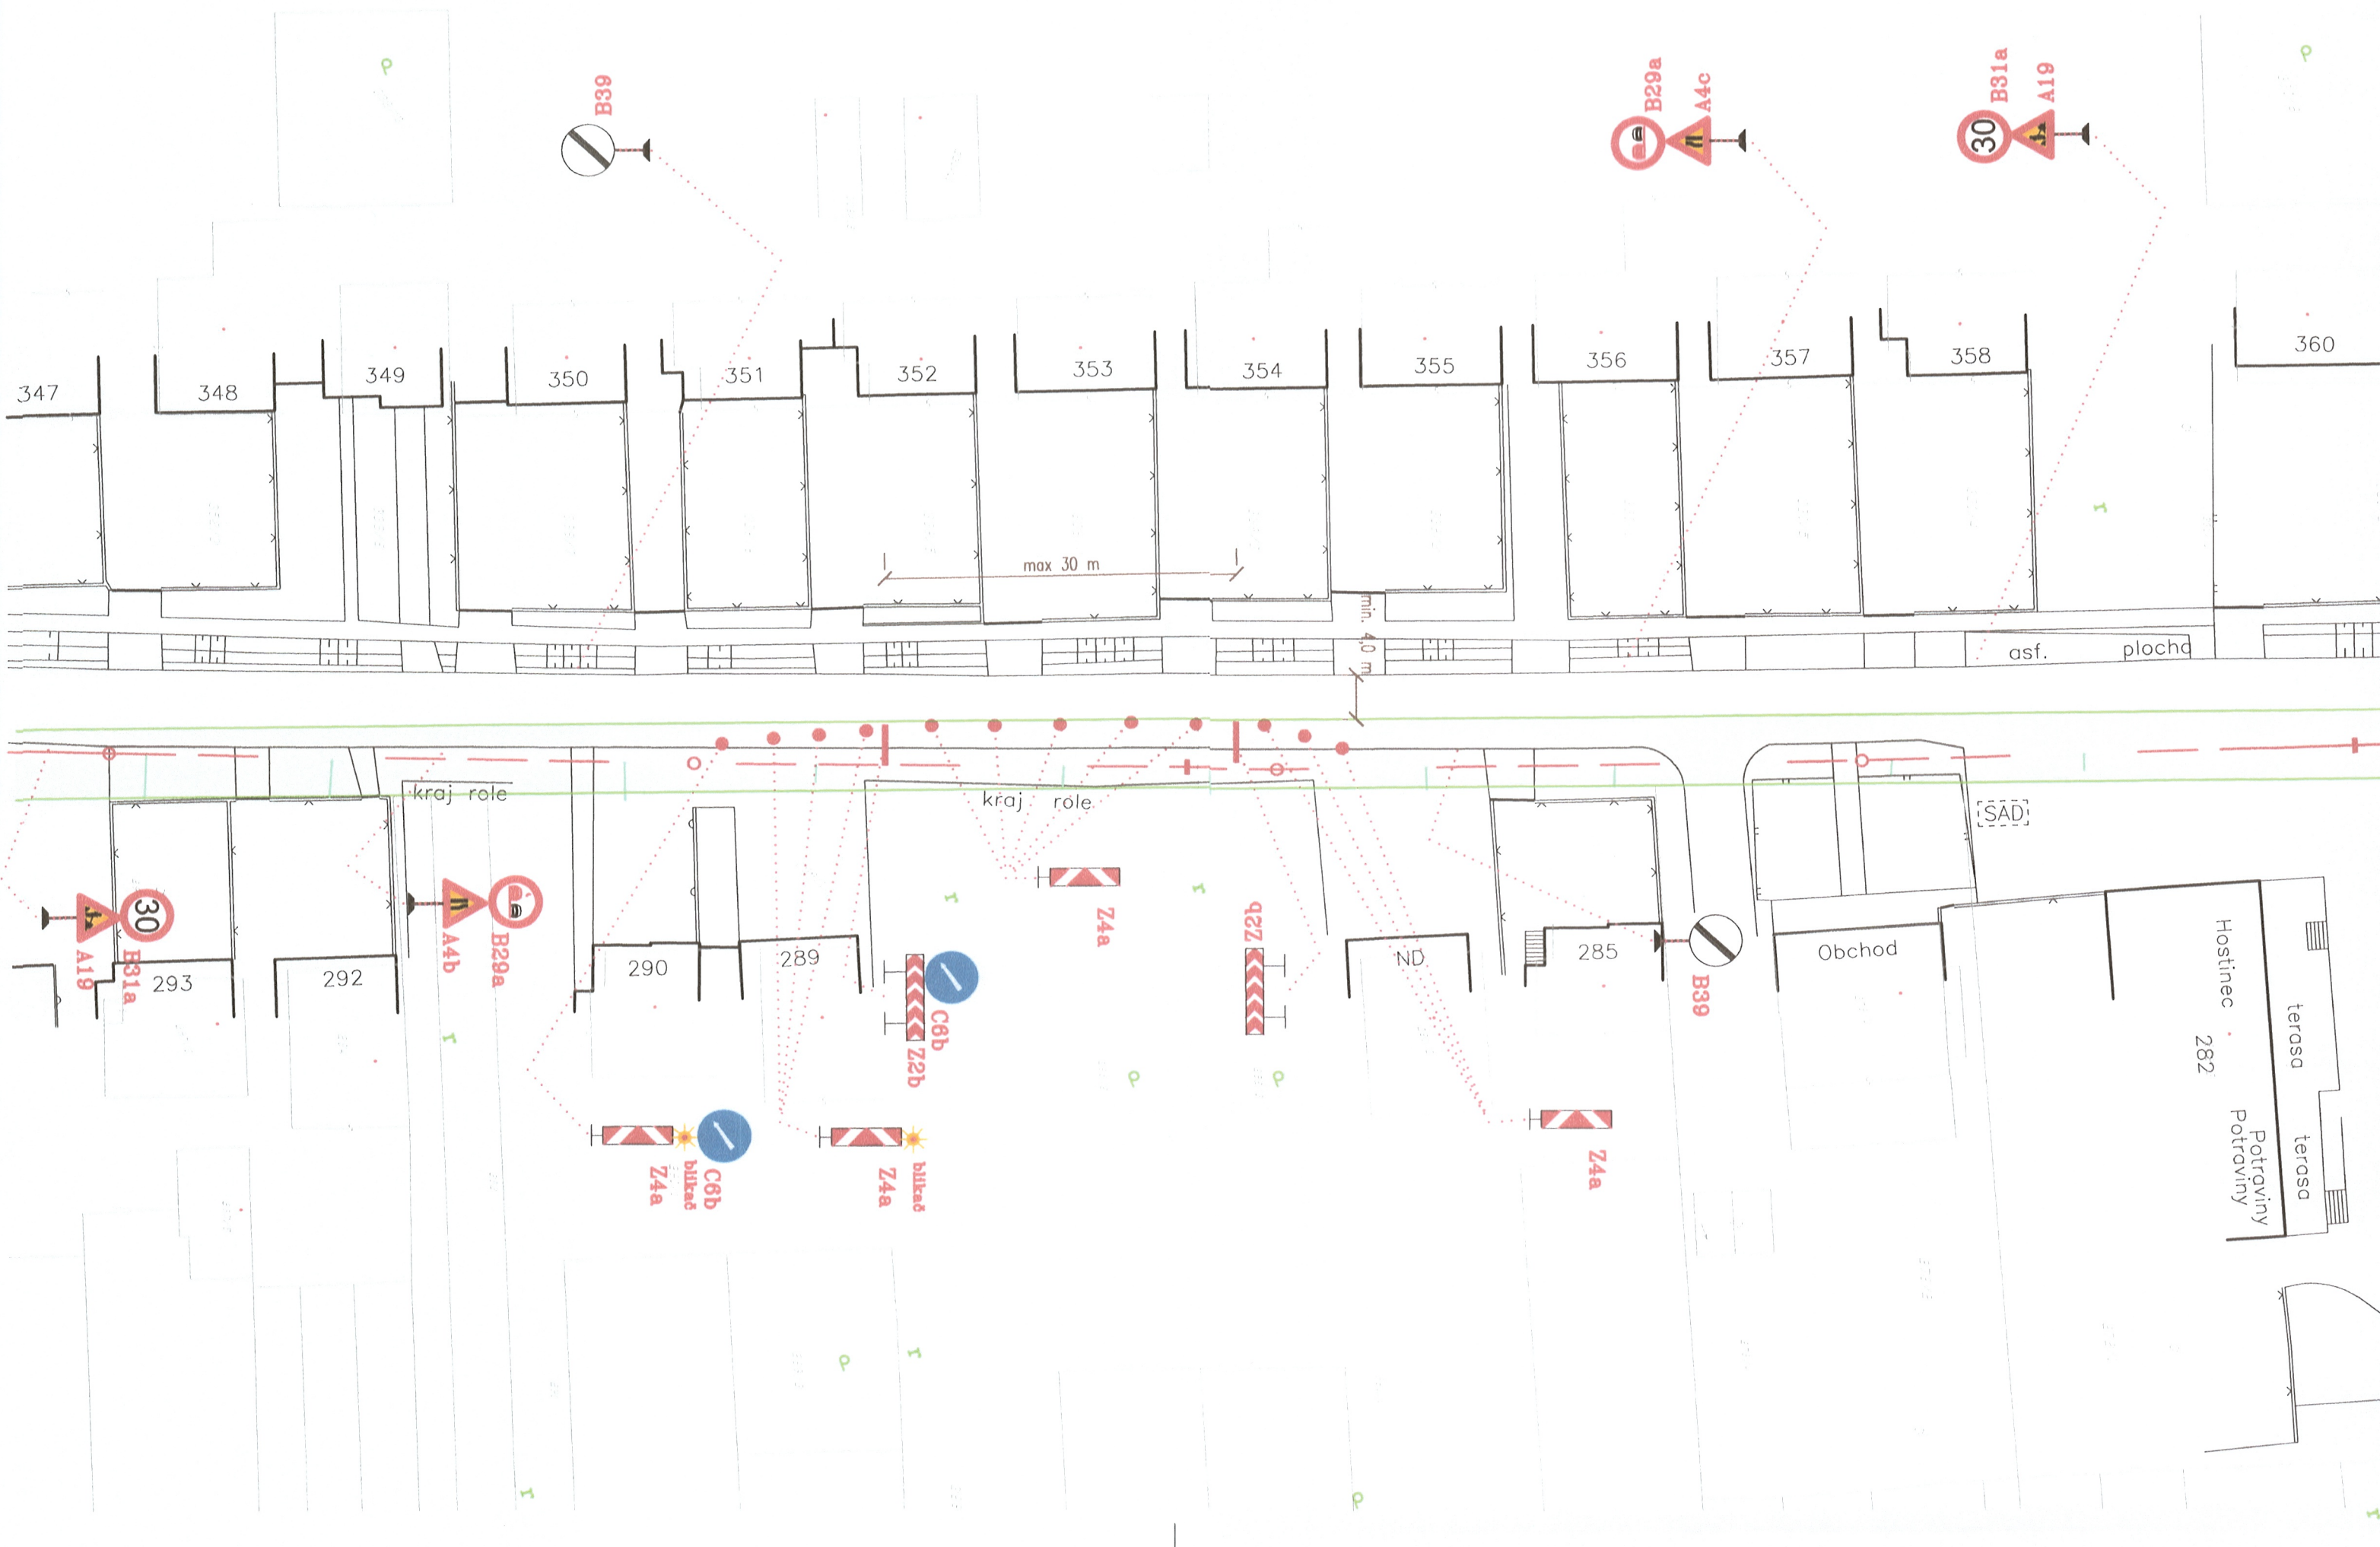 B39
B29a
A4c
B31a
A19
30
347
348
349
350
351
352
353
354
355
356
357
358
360
max 30 m
min. 4,0 m
asf. plocha
kraj role
kraj role
SAD
30
A19
B31a
293
292
A4b
B29a
290
289
Z4a
Z2b
C6b
Z2b
ND
285
B39
Obchod
Hostinec
282
terasa
terasa
Potraviny
Potraviny
Z4a
blikač
C6b
Z4a
blikač
Z4a
r
r
r
r
r
r
r